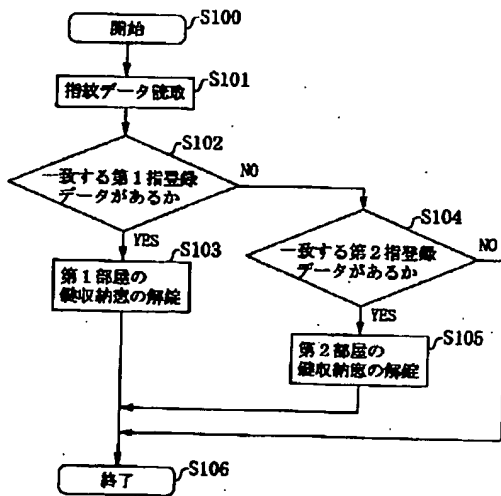 開始
S100
指紋データ読取
S101
S102
一致する第1指登録
データがあるか
NO
YES
S103
第1部屋の
鍵収納窓の解錠
S104
一致する第2指登録
データがあるか
NO
YES
S105
第2部屋の
鍵収納窓の解錠
終了
S106